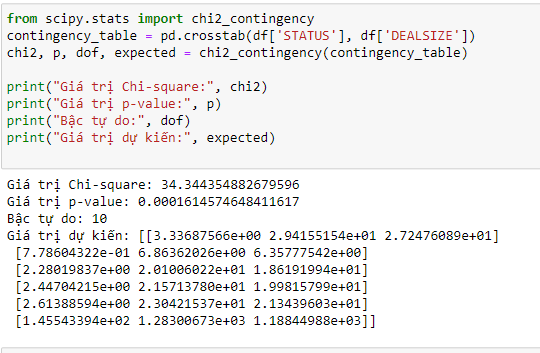 from scipy.stats import chi2_contingency
contingency_table = pd.crosstab(df['STATUS'], df['DEALSIZE'])
chi2, p, dof, expected = chi2_contingency(contingency_table)
print("Giá trị Chi-square:", chi2)
print("Giá trị p-value:", p)
print("Bậc tự do:", dof)
print("Giá trị dự kiến:", expected)
Giá trị Chi-square: 34.344354882679596
Giá trị p-value: 0.0001614574648411617
Bậc tự do: 10
Giá trị dự kiến: [[3.33687566e+00 2.94155154e+01 2.72476089e+01]
[7.78604322e-01 6.86362026e+00 6.35777542e+00]
[2.28019837e+00 2.01006022e+01 1.86191994e+01]
[2.44704215e+00 2.15713780e+01 1.99815799e+01]
[2.61388594e+00 2.30421537e+01 2.13439603e+01]
[1.45543394e+02 1.28300673e+03 1.18844988e+03]]